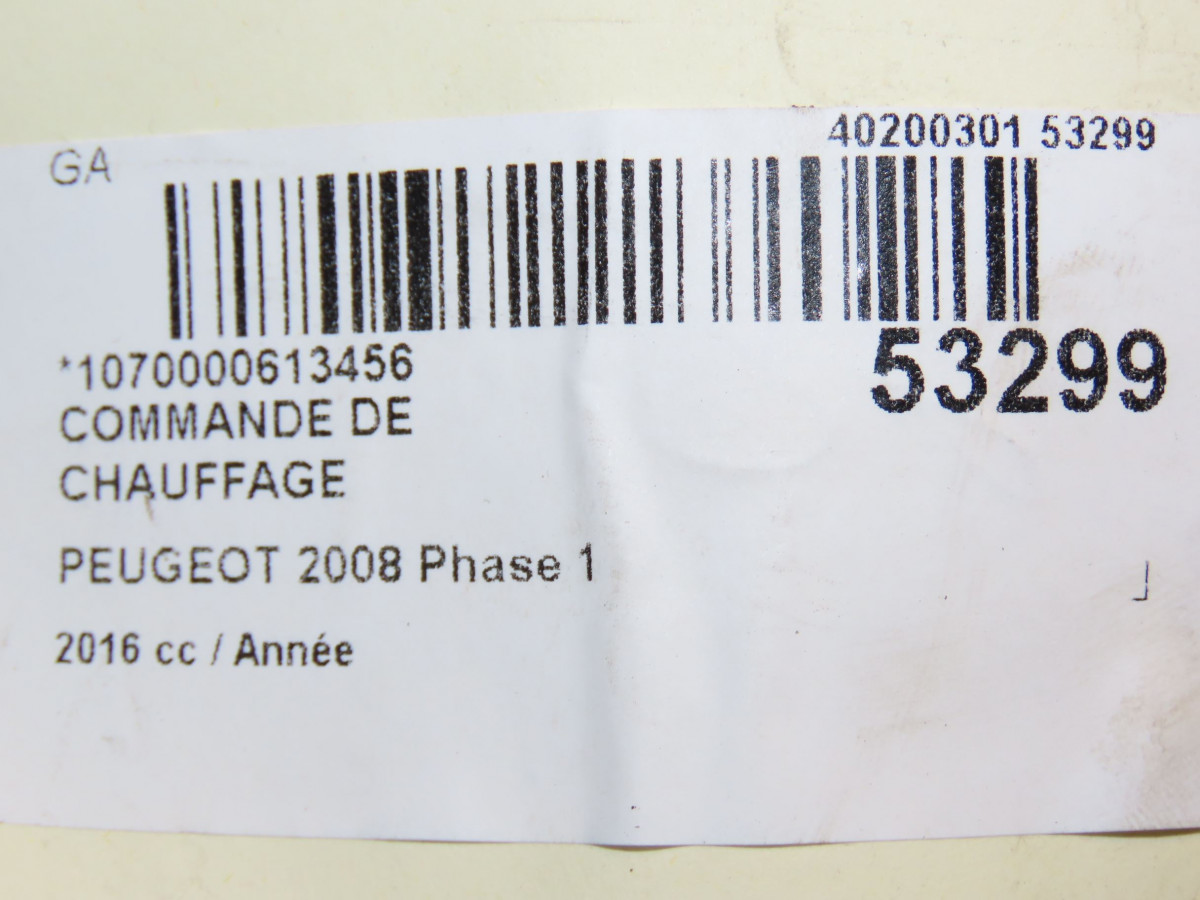 40200301 53299
GA
*1070000613456
53299
COMMANDE DE
CHAUFFAGE
PEUGEOT 2008 Phase 1
2016 cc / Année